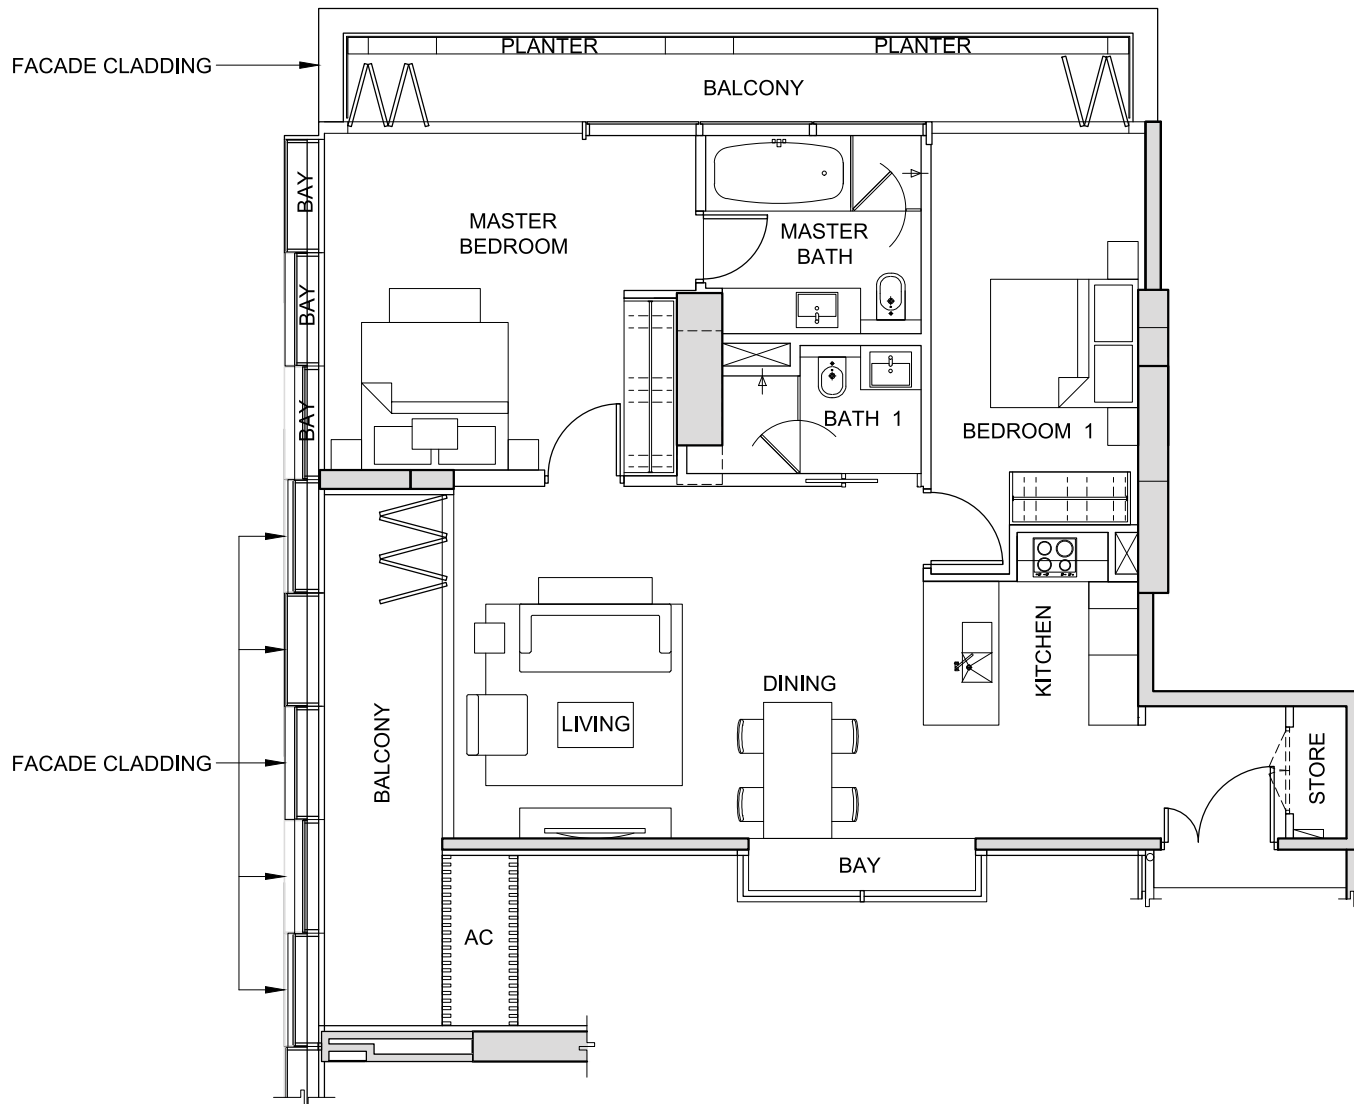 PLANTER
PLANTER
FACADE CLADDING
BALCONY
BAY
MASTER
BEDROOM
MASTER
BATH
BAY
BAY
BATH 1
BEDROOM 1
KITCHEN
DINING
LIVING
BALCONY
FACADE CLADDING
STORE
BAY
AC